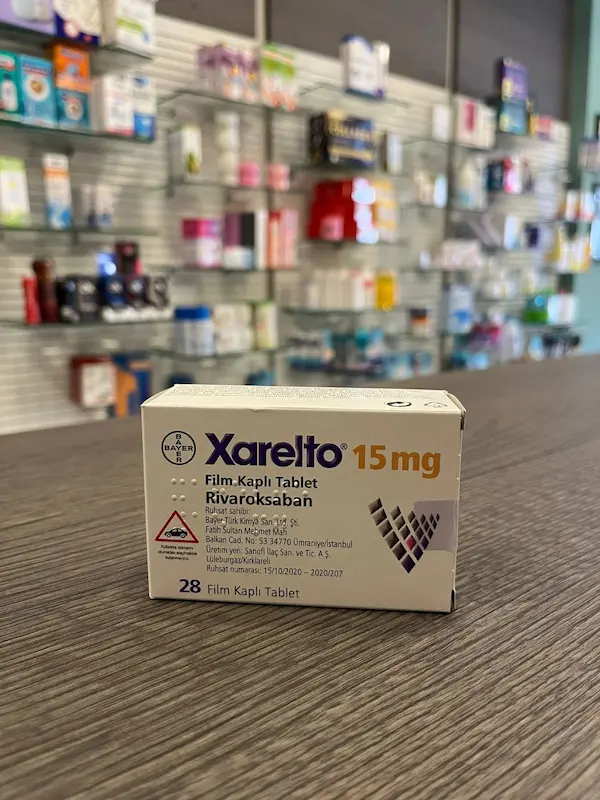 BAYER
BAYER
Xarelto® 15 mg
Film Kaplı Tablet
Rivaroksaban
Ruhsat sahibi:
Bayer Türk Kimya San. Ltd. Şti.
Fatih Sultan Mehmet Mah.
Balkan Cad. No: 53 34770 Ümraniye/İstanbul
Üretim yeri: Sanofi İlaç San. ve Tic. A.Ş.
Lüleburgaz/Kırklareli
Ruhsat numarası: 15/10/2020 – 2020/207
28 Film Kaplı Tablet